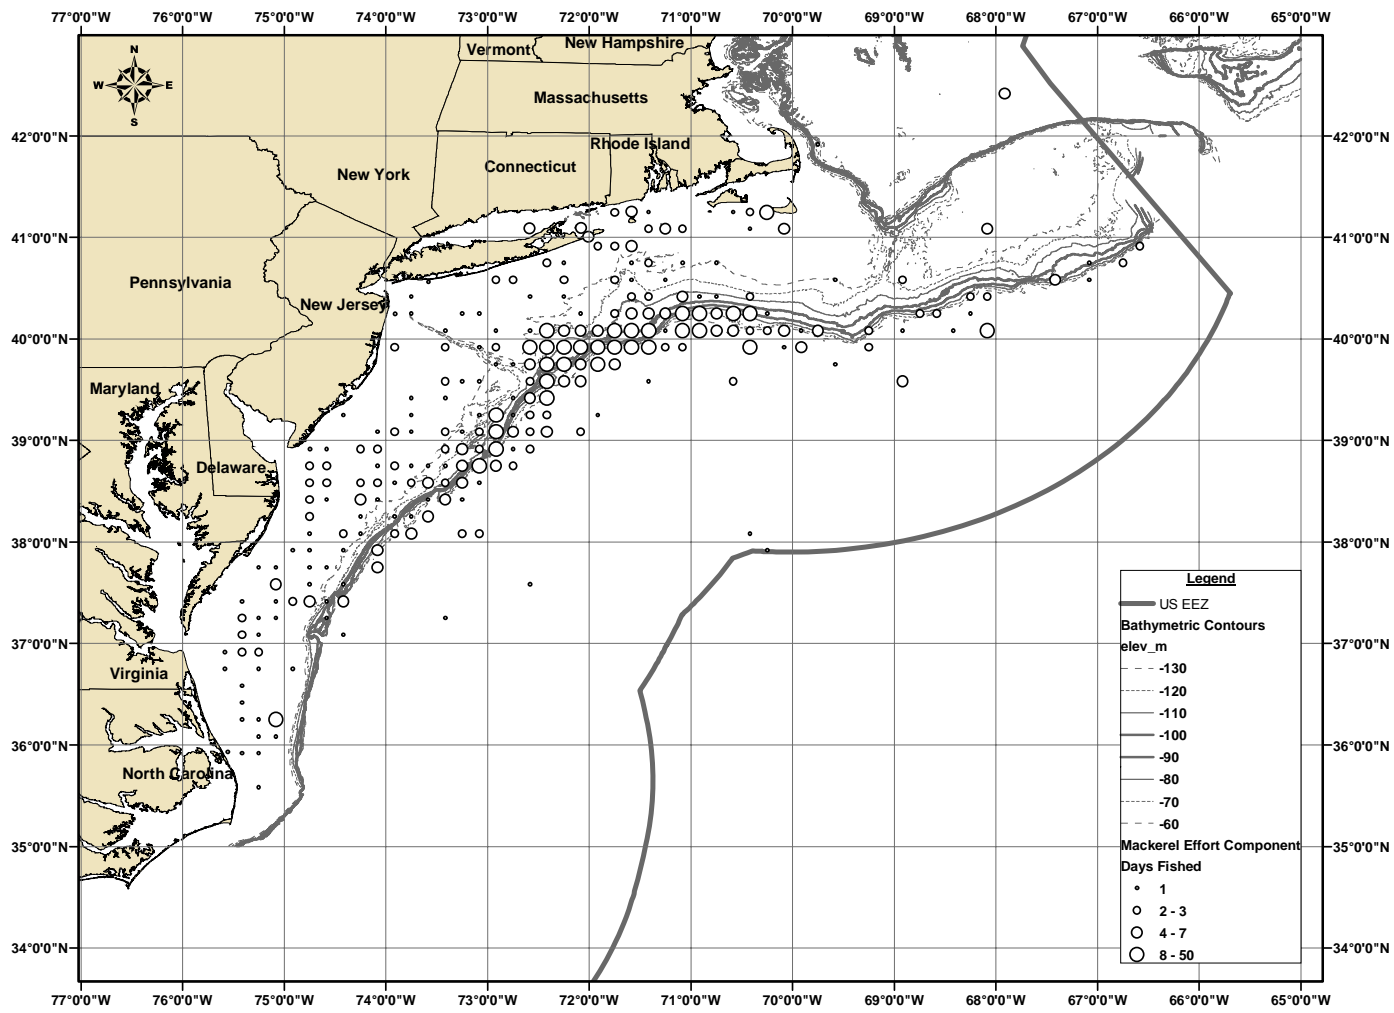 77°0'0"W 76°0'0"W 75°0'0"W 74°0'0"W 73°0'0"W 72°0'0"W 71°0'0"W 70°0'0"W 69°0'0"W 68°0'0"W 67°0'0"W 66°0'0"W 65°0'0"W
Vermont New Hampshire
N
W E
S
Massachusetts
42°0'0"N 42°0'0"N
Rhode Island
Connecticut
New York
41°0'0"N 41°0'0"N
Pennsylvania
New Jersey
40°0'0"N 40°0'0"N
Maryland
39°0'0"N 39°0'0"N
Delaware
38°0'0"N 38°0'0"N
Legend
US EEZ
Bathymetric Contours
elev_m
37°0'0"N 37°0'0"N
-130
Virginia
-120
-110
-100
36°0'0"N 36°0'0"N
-90
North Carolina
-80
-70
-60
35°0'0"N 35°0'0"N
Mackerel Effort Component
Days Fished
1
2 - 3
4 - 7
34°0'0"N 34°0'0"N
8 - 50
77°0'0"W 76°0'0"W 75°0'0"W 74°0'0"W 73°0'0"W 72°0'0"W 71°0'0"W 70°0'0"W 69°0'0"W 68°0'0"W 67°0'0"W 66°0'0"W 65°0'0"W